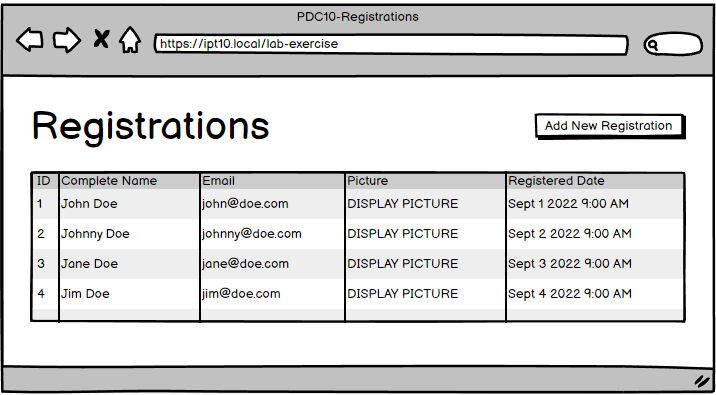 PDC10-Registrations
https://ipt10.local/lab-exercise
Registrations
Add New Registration
ID Complete Name Email Picture Registered Date
1 John Doe john@doe.com DISPLAY PICTURE Sept 1 2022 9:00 AM
2 Johnny Doe johnny@doe.com DISPLAY PICTURE Sept 2 2022 9:00 AM
3 Jane Doe jane@doe.com DISPLAY PICTURE Sept 3 2022 9:00 AM
4 Jim Doe jim@doe.com DISPLAY PICTURE Sept 4 2022 9:00 AM